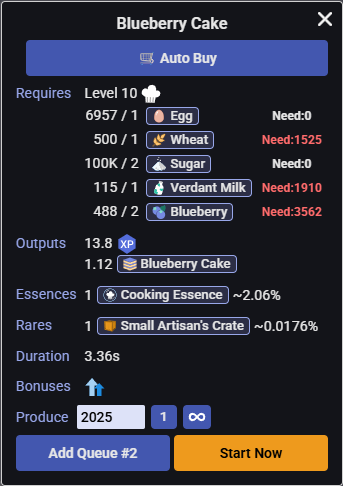 Blueberry Cake
Auto Buy
Requires Level 10
6957 / 1 Egg Need:0
500 / 1 Wheat Need:1525
100K / 2 Sugar Need:0
115 / 1 Verdant Milk Need:1910
488 / 2 Blueberry Need:3562
Outputs 13.8 XP
1.12 Blueberry Cake
Essences 1 Cooking Essence ~2.06%
Rares 1 Small Artisan's Crate ~0.0176%
Duration 3.36s
Bonuses
Produce 2025 1 ∞
Add Queue #2 Start Now